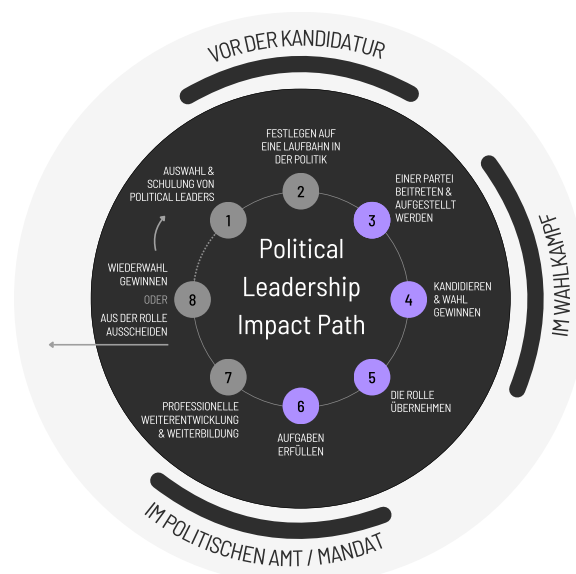 VOR DER KANDIDATUR
FESTLEGEN AUF
EINE LAUFBAHN IN
DER POLITIK
2
AUSWAHL &
SCHULUNG VON
POLITICAL LEADERS
1
EINER PARTEI
BEITRETEN &
AUFGESTELLT
WERDEN
3
Political
Leadership
Impact Path
WIEDERWAHL
GEWINNEN
ODER
AUS DER ROLLE
AUSSCHEIDEN
8
4
KANDIDIEREN
& WAHL
GEWINNEN
IM WAHLKAMPF
7
PROFESSIONELLE
WEITERENTWICKLUNG
& WEITERBILDUNG
5
DIE ROLLE
ÜBERNEHMEN
6
AUFGABEN
ERFÜLLEN
IM POLITISCHEN AMT / MANDAT